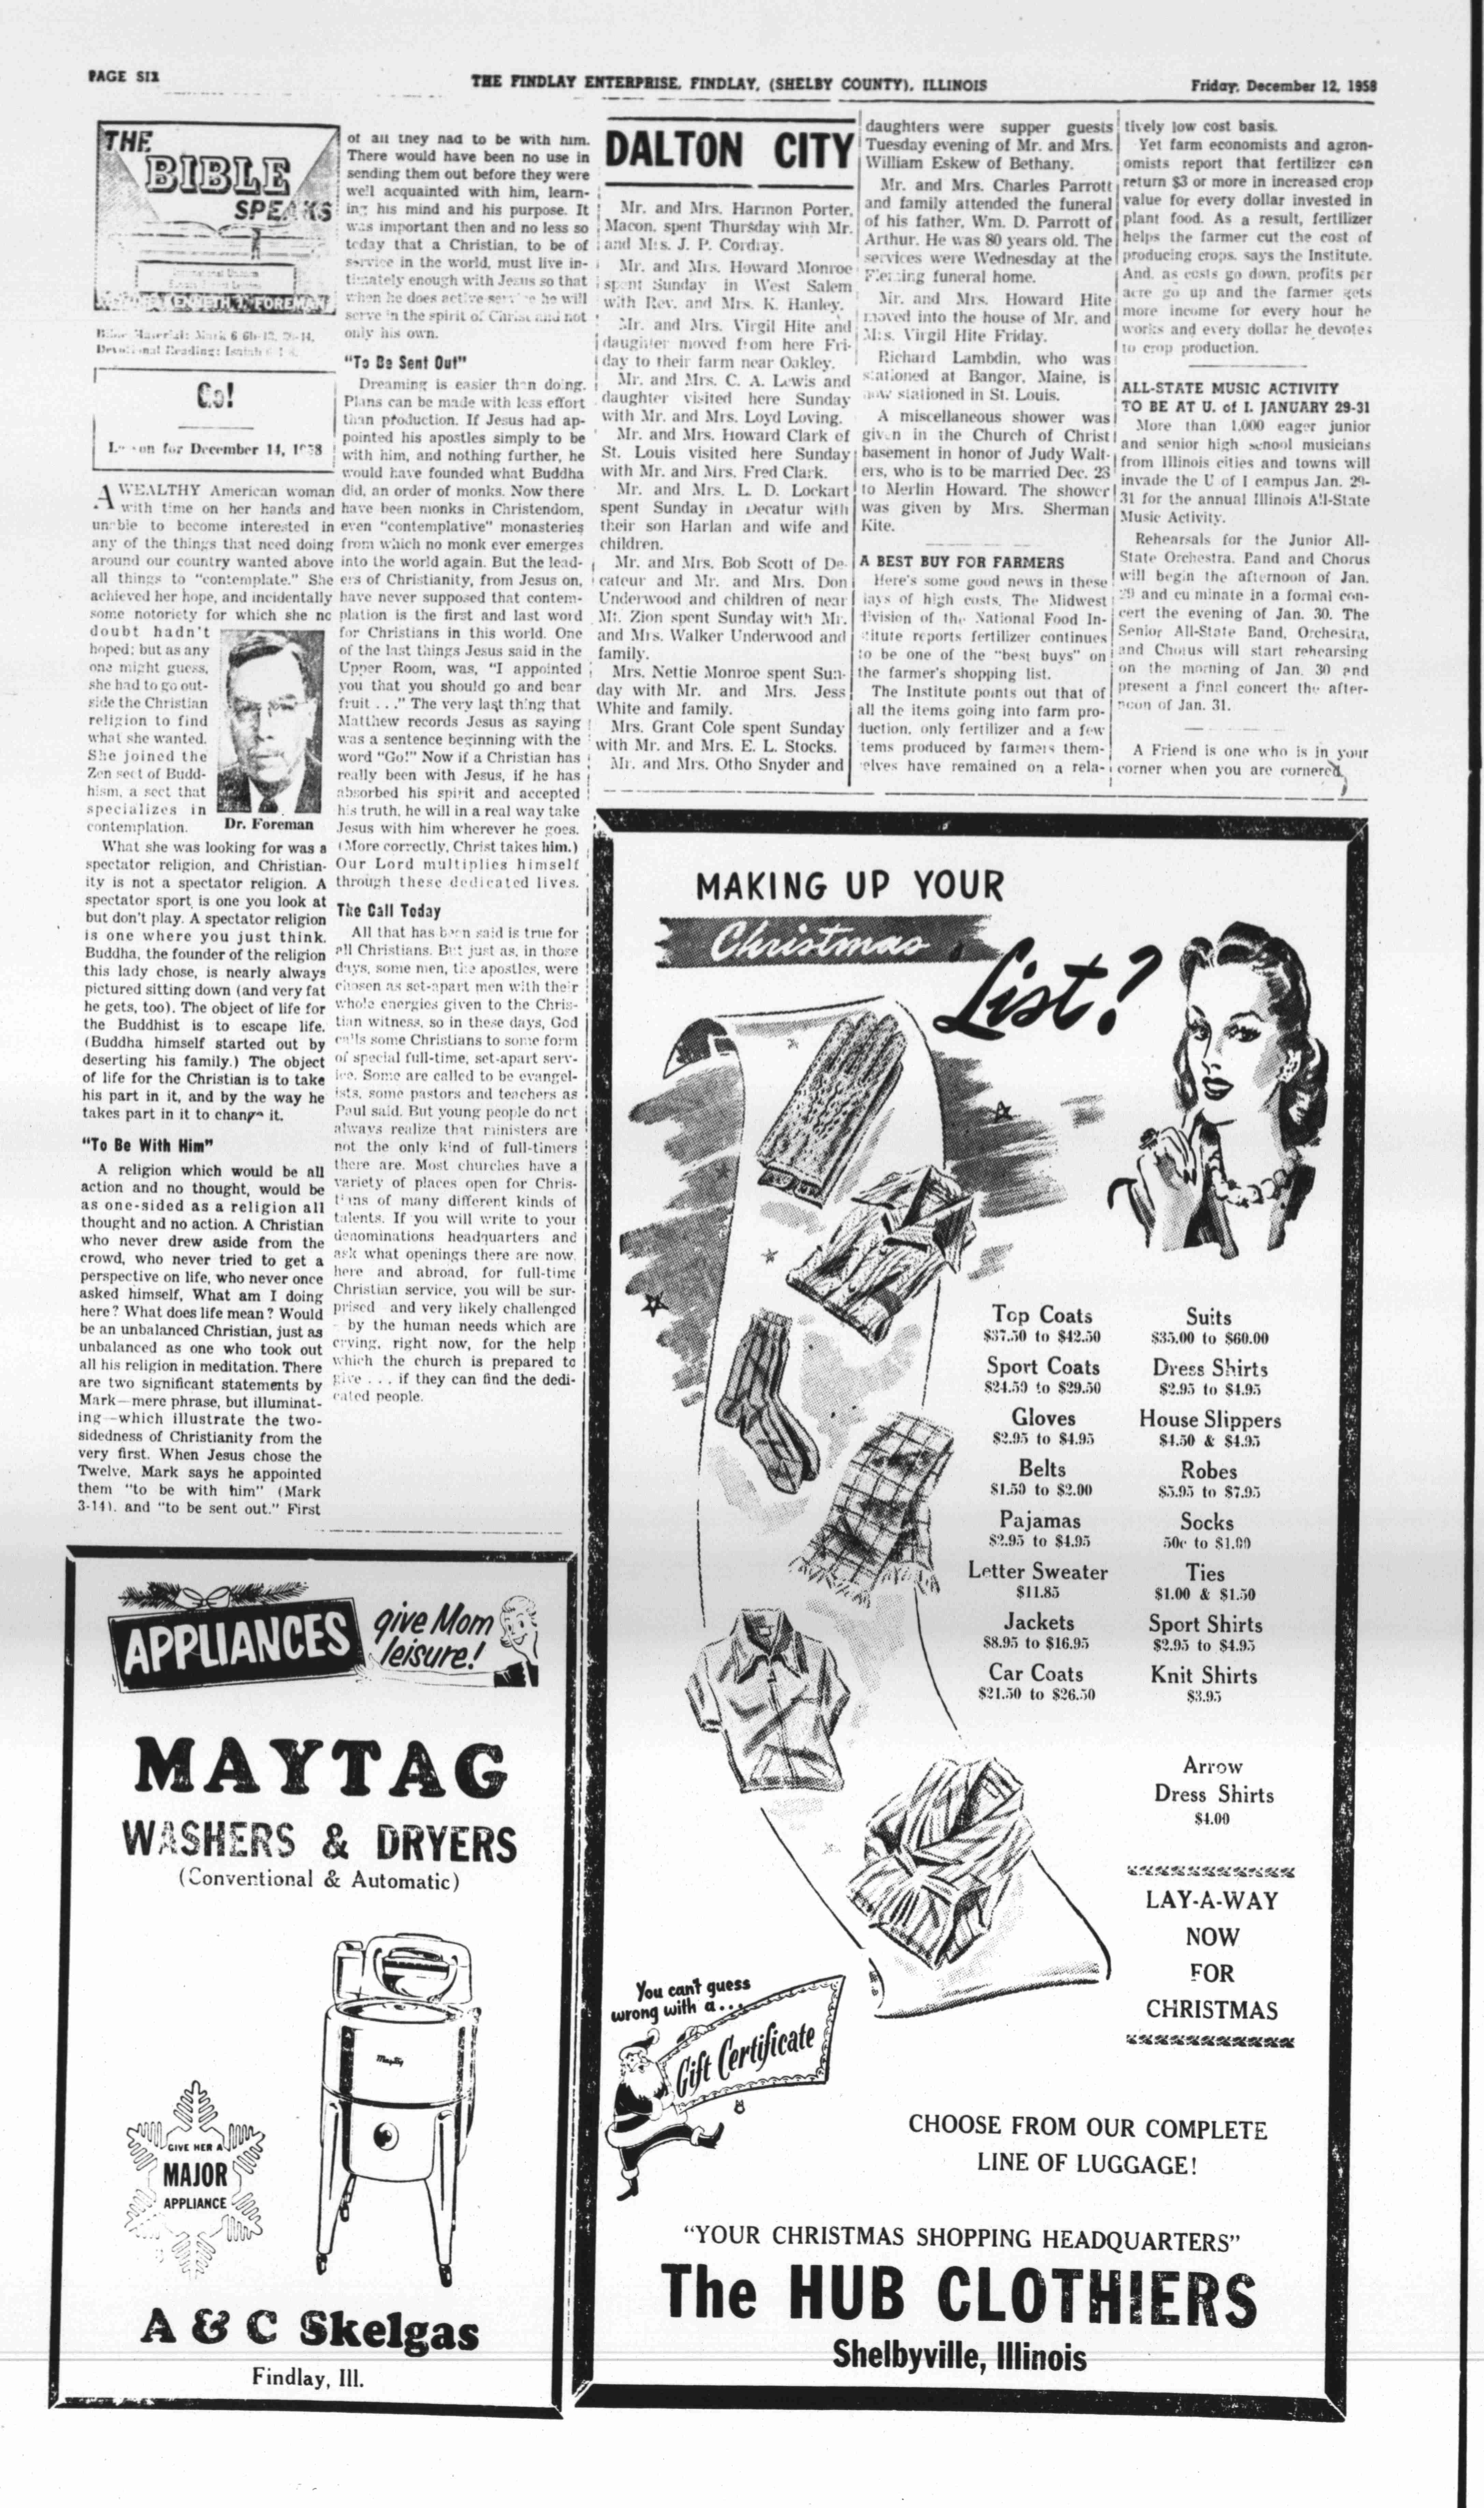 PAGE SIX
THE FINDLAY ENTERPRISE, FINDLAY, (SHELBY COUNTY), ILLINOIS
Friday, December 12, 1958
THE
BIBLE
SPEAKS
KENNETH J. FOREMAN
Bible Material: Mark 6 6b-13,
Devotional Reading: Isaiah
Go!
Lesson for December 14, 1958
A WEALTHY American woman
with time on her hands and
unable to become interested in
any of the things that need doing
around our country wanted above
all things to "contemplate." She
achieved her hope, and incidentally
some notoriety for which she no
doubt hadn't
hoped; but as any
one might guess,
she had to go out-
side the Christian
religion to find
what she wanted.
She joined the
Zen sect of Budd-
hism, a sect that
specializes in
contemplation.
Dr. Foreman
What she was looking for was a
spectator religion, and Christian-
ity is not a spectator religion. A
spectator sport is one you look at
but don't play. A spectator religion
is one where you just think.
Buddha, the founder of the religion
this lady chose, is nearly always
pictured sitting down (and very fat
he gets, too). The object of life for
the Buddhist is to escape life.
(Buddha himself started out by
deserting his family.) The object
of life for the Christian is to take
his part in it, and by the way he
takes part in it to change it.
"To Be With Him"
A religion which would be all
action and no thought, would be
as one-sided as a religion all
thought and no action. A Christian
who never drew aside from the
crowd, who never tried to get a
perspective on life, who never once
asked himself, What am I doing
here? What does life mean? Would
be an unbalanced Christian, just as
unbalanced as one who took out
all his religion in meditation. There
are two significant statements by
Mark—mere phrase, but illuminat-
ing—which illustrate the two-
sidedness of Christianity from the
very first. When Jesus chose the
Twelve, Mark says he appointed
them "to be with him" (Mark
3-14), and "to be sent out." First
of all they had to be with him.
There would have been no use in
sending them out before they were
well acquainted with him, learn-
ing his mind and his purpose. It
was important then and no less so
today that a Christian, to be of
service in the world, must live in-
timately enough with Jesus so that
when he does active service he will
serve in the spirit of Christ and not
only his own.
"To Be Sent Out"
Dreaming is easier than doing.
Plans can be made with less effort
than production. If Jesus had ap-
pointed his apostles simply to be
with him, and nothing further, he
would have founded what Buddha
did, an order of monks. Now there
have been monks in Christendom,
even "contemplative" monasteries
from which no monk ever emerges
into the world again. But the lead-
ers of Christianity, from Jesus on,
have never supposed that contem-
plation is the first and last word
for Christians in this world. One
of the last things Jesus said in the
Upper Room, was, "I appointed
you that you should go and bear
fruit . . ." The very last thing that
Matthew records Jesus as saying
was a sentence beginning with the
word "Go!" Now if a Christian has
really been with Jesus, if he has
absorbed his spirit and accepted
his truth, he will in a real way take
Jesus with him wherever he goes.
(More correctly, Christ takes him.)
Our Lord multiplies himself
through these dedicated lives.
The Call Today
All that has been said is true for
all Christians. But just as, in those
days, some men, the apostles, were
chosen as set-apart men with their
whole energies given to the Chris-
tian witness, so in these days, God
calls some Christians to some form
of special full-time, set-apart serv-
ice. Some are called to be evangel-
ists, some pastors and teachers as
Paul said. But young people do not
always realize that ministers are
not the only kind of full-timers
there are. Most churches have a
variety of places open for Chris-
tians of many different kinds of
talents. If you will write to your
denominations headquarters and
ask what openings there are now,
here and abroad, for full-time
Christian service, you will be sur-
prised and very likely challenged
- by the human needs which are
crying, right now, for the help
which the church is prepared to
give . . . if they can find the dedi-
cated people.
DALTON CITY
Mr. and Mrs. Harmon Porter,
Macon, spent Thursday with Mr.
and Mrs. J. P. Cordray.
Mr. and Mrs. Howard Monroe
spent Sunday in West Salem
with Rev. and Mrs. K. Hanley.
Mr. and Mrs. Virgil Hite and
daughter moved from here Fri-
day to their farm near Oakley.
Mr. and Mrs. C. A. Lewis and
daughter visited here Sunday
with Mr. and Mrs. Loyd Loving.
Mr. and Mrs. Howard Clark of
St. Louis visited here Sunday
with Mr. and Mrs. Fred Clark.
Mr. and Mrs. L. D. Lockart
spent Sunday in Decatur with
their son Harlan and wife and
children.
Mr. and Mrs. Bob Scott of De-
cateur and Mr. and Mrs. Don
Underwood and children of near
Mt. Zion spent Sunday with Mr.
and Mrs. Walker Underwood and
family.
Mrs. Nettie Monroe spent Sun-
day with Mr. and Mrs. Jess
White and family.
Mrs. Grant Cole spent Sunday
with Mr. and Mrs. E. L. Stocks.
Mr. and Mrs. Otho Snyder and
daughters were supper guests
Tuesday evening of Mr. and Mrs.
William Eskew of Bethany.
Mr. and Mrs. Charles Parrott
and family attended the funeral
of his father, Wm. D. Parrott of
Arthur. He was 80 years old. The
services were Wednesday at the
Fleming funeral home.
Mr. and Mrs. Howard Hite
moved into the house of Mr. and
Mrs. Virgil Hite Friday.
Richard Lambdin, who was
stationed at Bangor, Maine, is
now stationed in St. Louis.
A miscellaneous shower was
given in the Church of Christ
basement in honor of Judy Walt-
ers, who is to be married Dec. 23
to Merlin Howard. The shower
was given by Mrs. Sherman
Kite.
A BEST BUY FOR FARMERS
Here's some good news in these
days of high costs. The Midwest
division of the National Food In-
stitute reports fertilizer continues
to be one of the "best buys" on
the farmer's shopping list.
The Institute points out that of
all the items going into farm pro-
duction, only fertilizer and a few
items produced by farmers them-
selves have remained on a rela-
tively low cost basis.
Yet farm economists and agron-
omists report that fertilizer can
return $3 or more in increased crop
value for every dollar invested in
plant food. As a result, fertilizer
helps the farmer cut the cost of
producing crops, says the Institute.
And, as costs go down, profits per
acre go up and the farmer gets
more income for every hour he
works and every dollar he devotes
to crop production.
ALL-STATE MUSIC ACTIVITY
TO BE AT U. of I. JANUARY 29-31
More than 1,000 eager junior
and senior high school musicians
from Illinois cities and towns will
invade the U of I campus Jan. 29-
31 for the annual Illinois All-State
Music Activity.
Rehearsals for the Junior All-
State Orchestra, Band and Chorus
will begin the afternoon of Jan.
29 and cu minate in a formal con-
cert the evening of Jan. 30. The
Senior All-State Band, Orchestra,
and Chorus will start rehearsing
on the morning of Jan. 30 and
present a final concert the after-
noon of Jan. 31.
A Friend is one who is in your
corner when you are cornered.
APPLIANCES
give Mom
leisure!
MAYTAG
WASHERS & DRYERS
(Conventional & Automatic)
Maytag
GIVE HER A
MAJOR
APPLIANCE
A & C Skelgas
Findlay, Ill.
MAKING UP YOUR
Christmas
List?
Top Coats
$37.50 to $42.50
Sport Coats
$24.50 to $29.50
Gloves
$2.95 to $4.95
Belts
$1.50 to $2.00
Pajamas
$2.95 to $4.95
Letter Sweater
$11.85
Jackets
$8.95 to $16.95
Car Coats
$21.50 to $26.50
Suits
$35.00 to $60.00
Dress Shirts
$2.95 to $4.95
House Slippers
$4.50 & $4.95
Robes
$5.95 to $7.95
Socks
50c to $1.00
Ties
$1.00 & $1.50
Sport Shirts
$2.95 to $4.95
Knit Shirts
$3.95
Arrow
Dress Shirts
$4.00
LAY-A-WAY
NOW
FOR
CHRISTMAS
You can't guess
wrong with a...
Gift Certificate
CHOOSE FROM OUR COMPLETE
LINE OF LUGGAGE!
"YOUR CHRISTMAS SHOPPING HEADQUARTERS"
The HUB CLOTHIERS
Shelbyville, Illinois